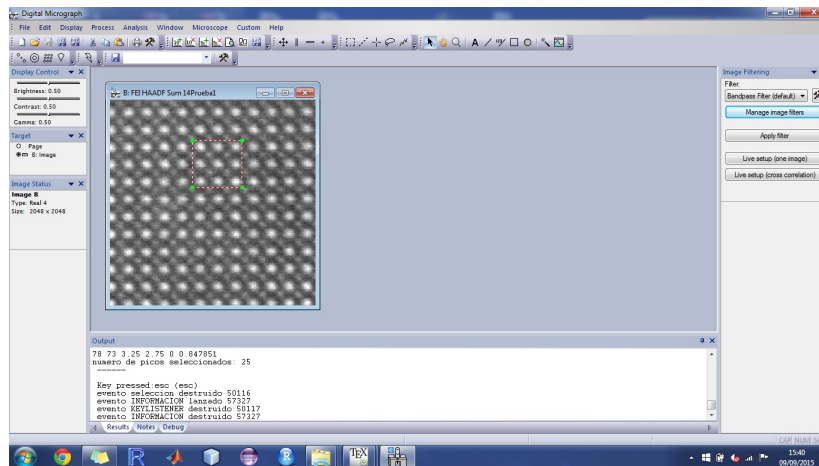 Digital Micrograph
File Edit Display Process Analysis Window Microscope Custom Help
Display Control
Brightness: 0.50
Contrast: 0.50
Gamma: 0.50
Target
Page
B: Image
Image Status
Image B
Type: Real 4
Size: 2048 x 2048
B: FEI HAADF Sum 14Prueba1
Image Filtering
Filter:
Bandpass Filter (default)
Manage image filters
Apply filter
Live setup (one image)
Live setup (cross correlation)
Output
78 73 3.25 2.75 0 0.847851
numero de picos seleccionados: 25
------
Key pressed:esc (esc)
evento seleccion destruido 50116
evento INFORMACION lanzado 57327
evento KEYLISTENER destruido 50117
evento INFORMACION destruido 57327
Results Notes Debug
CAP NUM
TEX
15:40
09/09/2015